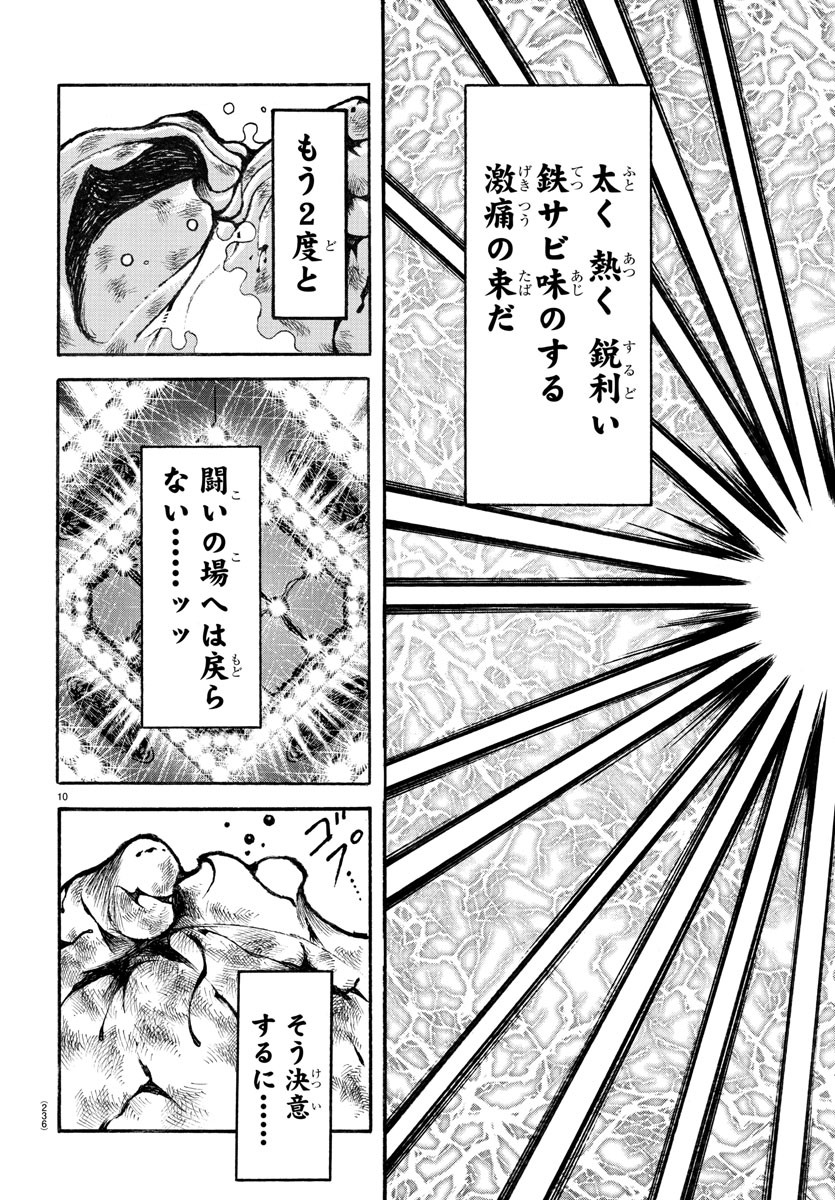 太く 熱く 鋭利い
鉄サビ味のする
激痛の束だ
もう2度と
闘いの場へは戻ら
ない……ッッ
ゴプ…
そう決意
するに……
10
(236)